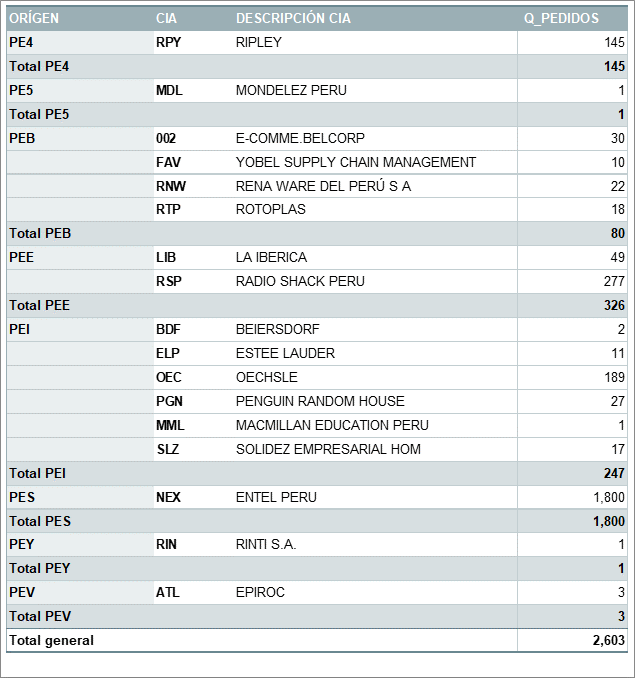 ORÍGEN CIA DESCRIPCIÓN CIA Q_PEDIDOS
PE4 RPY RIPLEY 145
Total PE4 145
PE5 MDL MONDELEZ PERU 1
Total PE5 1
PEB 002 E-COMME.BELCORP 30
FAV YOBEL SUPPLY CHAIN MANAGEMENT 10
RNW RENA WARE DEL PERÚ S A 22
RTP ROTOPLAS 18
Total PEB 80
PEE LIB LA IBERICA 49
RSP RADIO SHACK PERU 277
Total PEE 326
PEI BDF BEIERSDORF 2
ELP ESTEE LAUDER 11
OEC OECHSLE 189
PGN PENGUIN RANDOM HOUSE 27
MML MACMILLAN EDUCATION PERU 1
SLZ SOLIDEZ EMPRESARIAL HOM 17
Total PEI 247
PES NEX ENTEL PERU 1,800
Total PES 1,800
PEY RIN RINTI S.A. 1
Total PEY 1
PEV ATL EPIROC 3
Total PEV 3
Total general 2,603